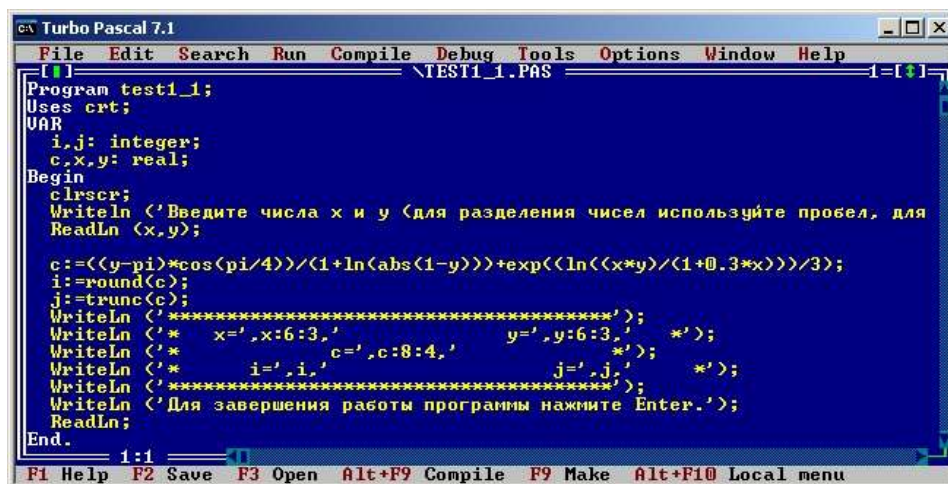 Turbo Pascal 7.1
File Edit Search Run Compile Debug Tools Options Window Help
\TEST1_1.PAS 1=[↕]
Program test1_1;
Uses crt;
VAR
i,j: integer;
c,x,y: real;
Begin
clrscr;
Writeln ('Введите числа x и y (для разделения чисел используйте пробел, для
ReadLn (x,y);
c:=((y-pi)*cos(pi/4))/(1+ln(abs(1-y)))+exp((ln((x*y)/(1+0.3*x)))/3);
i:=round(c);
j:=trunc(c);
WriteLn ('****************************************');
WriteLn ('* x=',x:6:3,' y=',y:6:3,' *');
WriteLn ('* c=',c:8:4,' *');
WriteLn ('* i=',i,' j=',j,' *');
WriteLn ('****************************************');
WriteLn ('Для завершения работы программы нажмите Enter.');
ReadLn;
End.
1:1
F1 Help F2 Save F3 Open Alt+F9 Compile F9 Make Alt+F10 Local menu